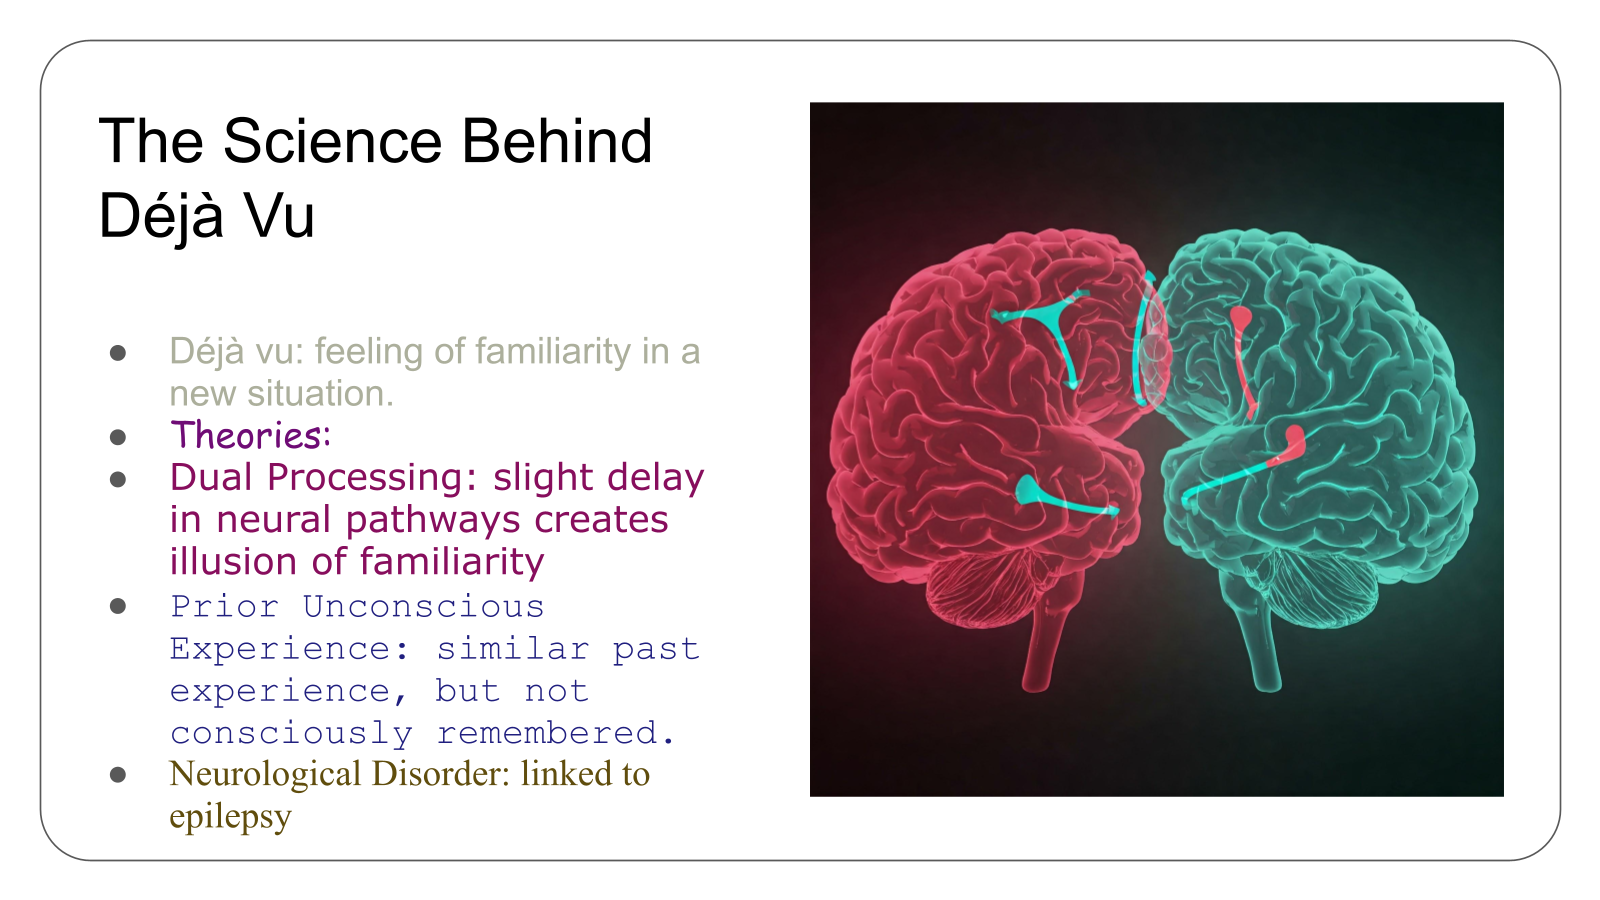 The Science Behind
Déjà Vu
● Déjà vu: feeling of familiarity in a
new situation.
● Theories:
● Dual Processing: slight delay
in neural pathways creates
illusion of familiarity
● Prior Unconscious
Experience: similar past
experience, but not
consciously remembered.
● Neurological Disorder: linked to
epilepsy